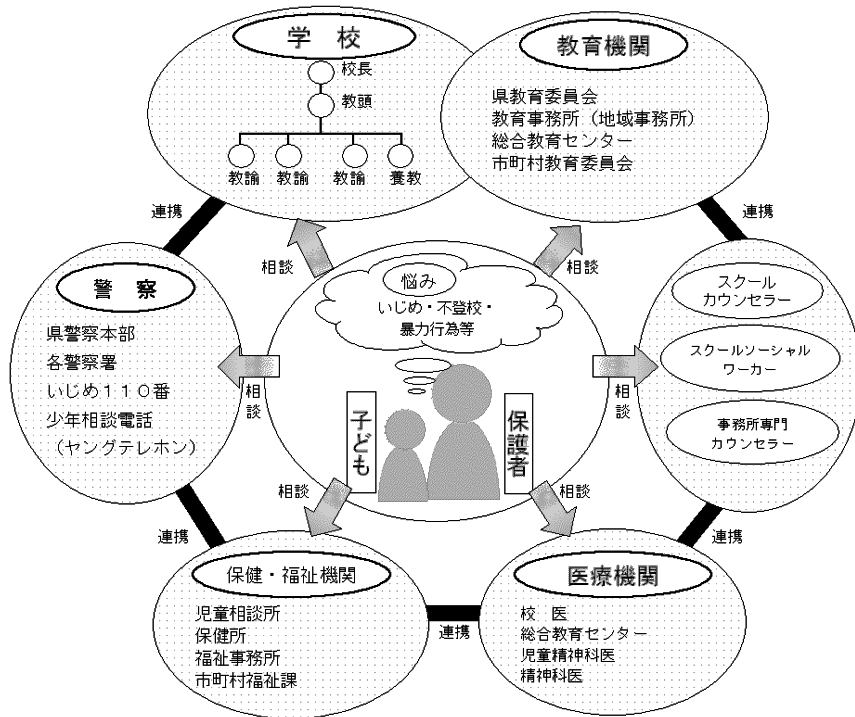 学　校
校長
教頭
教諭
教諭
教諭
養教
教育機関
県教育委員会
教育事務所（地域事務所）
総合教育センター
市町村教育委員会
連携
連携
相談
相談
悩み
いじめ・不登校・
暴力行為等
警　察
県警察本部
各警察署
いじめ１１０番
少年相談電話
（ヤングテレホン）
相談
子ども
保護者
相談
スクール
カウンセラー
スクールソーシャル
ワーカー
事務所専門
カウンセラー
相談
相談
連携
連携
保健・福祉機関
児童相談所
保健所
福祉事務所
市町村福祉課
連携
医療機関
校　医
総合教育センター
児童精神科医
精神科医